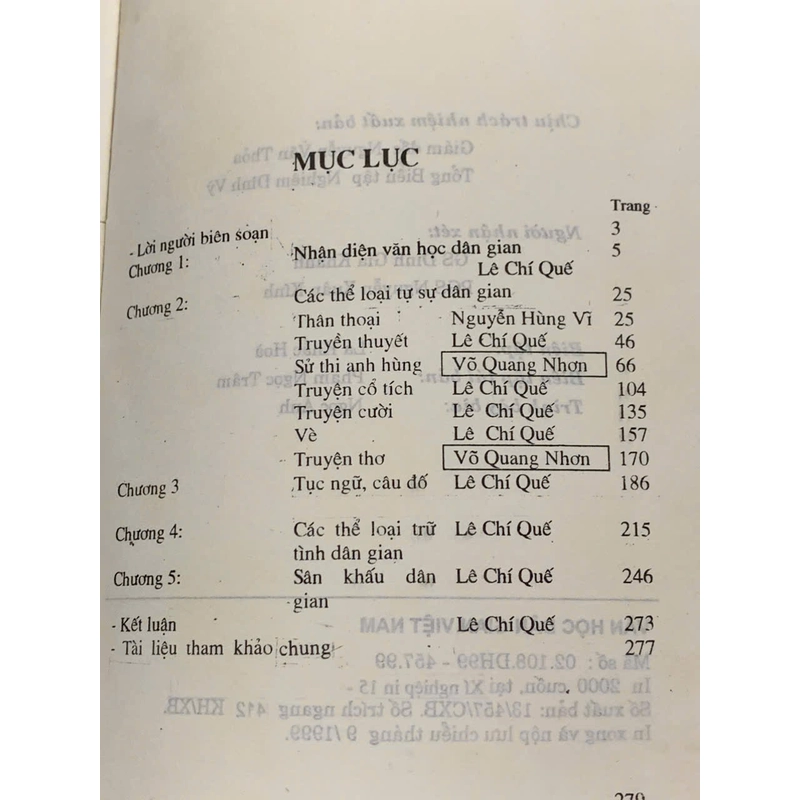 MỤC LỤC
Trang
- Lời người biên soạn 3
Chương 1: Nhận diện văn học dân gian 5
Lê Chí Quế
Chương 2: Các thể loại tự sự dân gian 25
Thân thoại Nguyễn Hùng Vĩ 25
Truyền thuyết Lê Chí Quế 46
Sử thi anh hùng Võ Quang Nhơn 66
Truyện cổ tích Lê Chí Quế 104
Truyện cười Lê Chí Quế 135
Vè Lê Chí Quế 157
Truyện thơ Võ Quang Nhơn 170
Chương 3 Tục ngữ, câu đố Lê Chí Quế 186
Chương 4: Các thể loại trữ Lê Chí Quế 215
tình dân gian
Chương 5: Sân khấu dân Lê Chí Quế 246
gian
- Kết luận Lê Chí Quế 273
- Tài liệu tham khảo chung 277
279